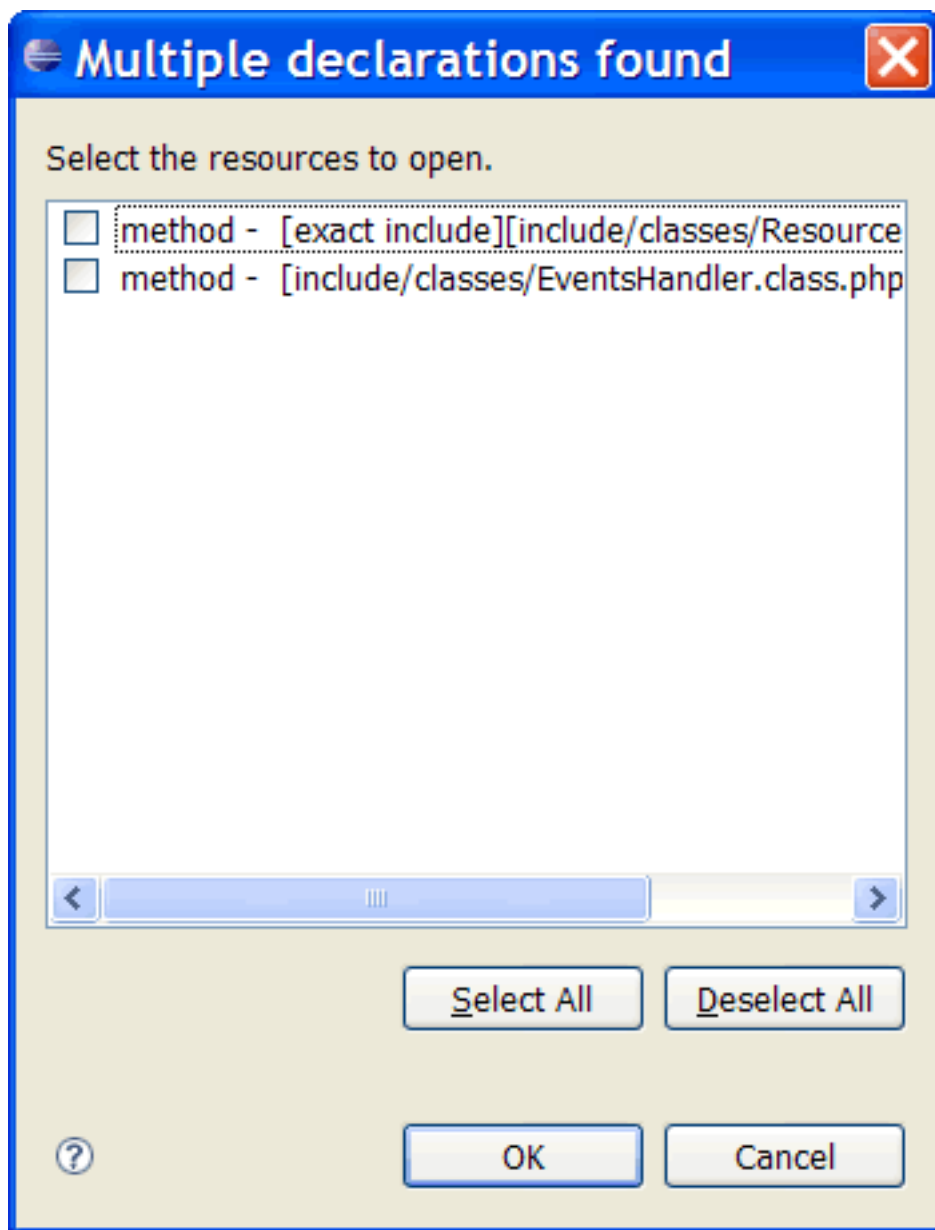 Multiple declarations found
Select the resources to open.
method - [exact include][include/classes/Resource
method - [include/classes/EventsHandler.class.php
Select All
Deselect All
OK
Cancel